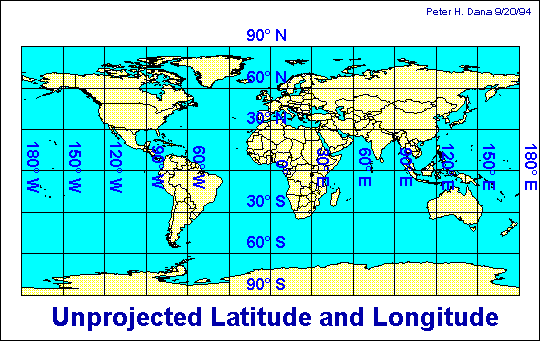 Peter H. Dana 9/20/94
90° N
60° N
30° N
180° W
150° W
120° W
90° W
60° W
0°
30° E
60° E
90° E
120° E
150° E
180° E
30° S
60° S
90° S
Unprojected Latitude and Longitude